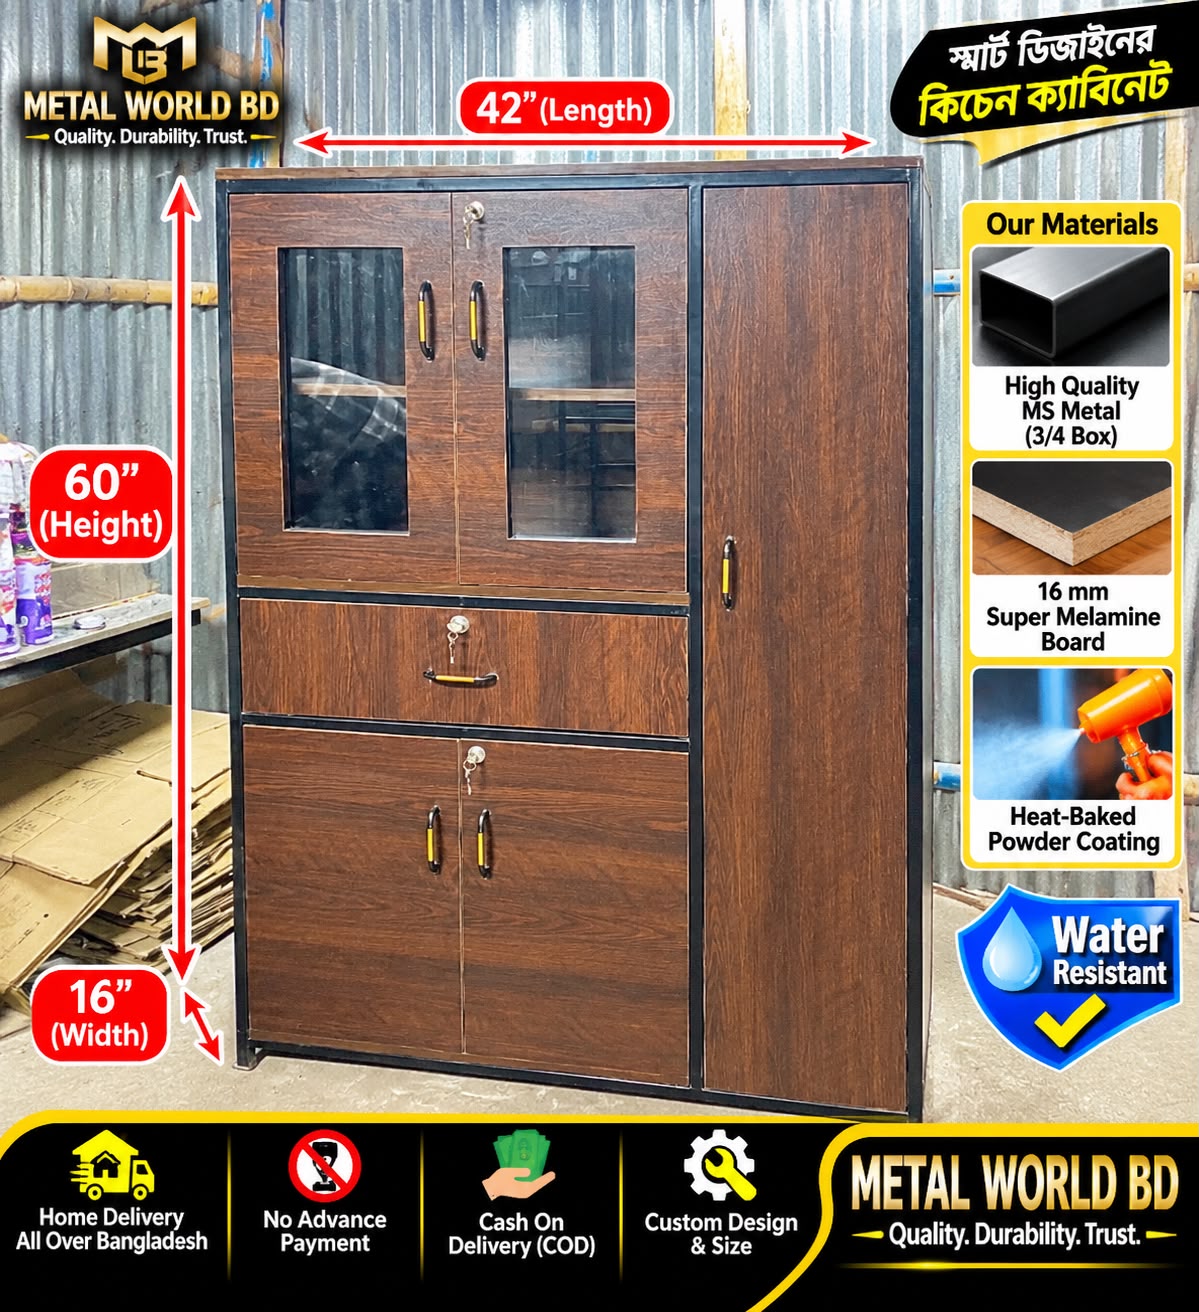 METAL WORLD BD
Quality. Durability. Trust.
স্মার্ট ডিজাইনের
কিচেন ক্যাবিনেট
42” (Length)
60”
(Height)
16”
(Width)
Our Materials
High Quality
MS Metal
(3/4 Box)
16 mm
Super Melamine
Board
Heat-Baked
Powder Coating
Water
Resistant
Home Delivery
All Over Bangladesh
No Advance
Payment
Cash On
Delivery (COD)
Custom Design
& Size
METAL WORLD BD
Quality. Durability. Trust.